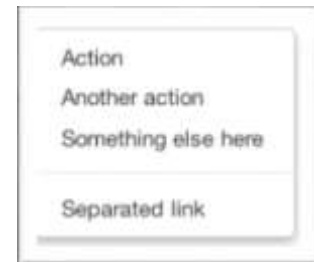 Action
Another action
Something else here
Separated link